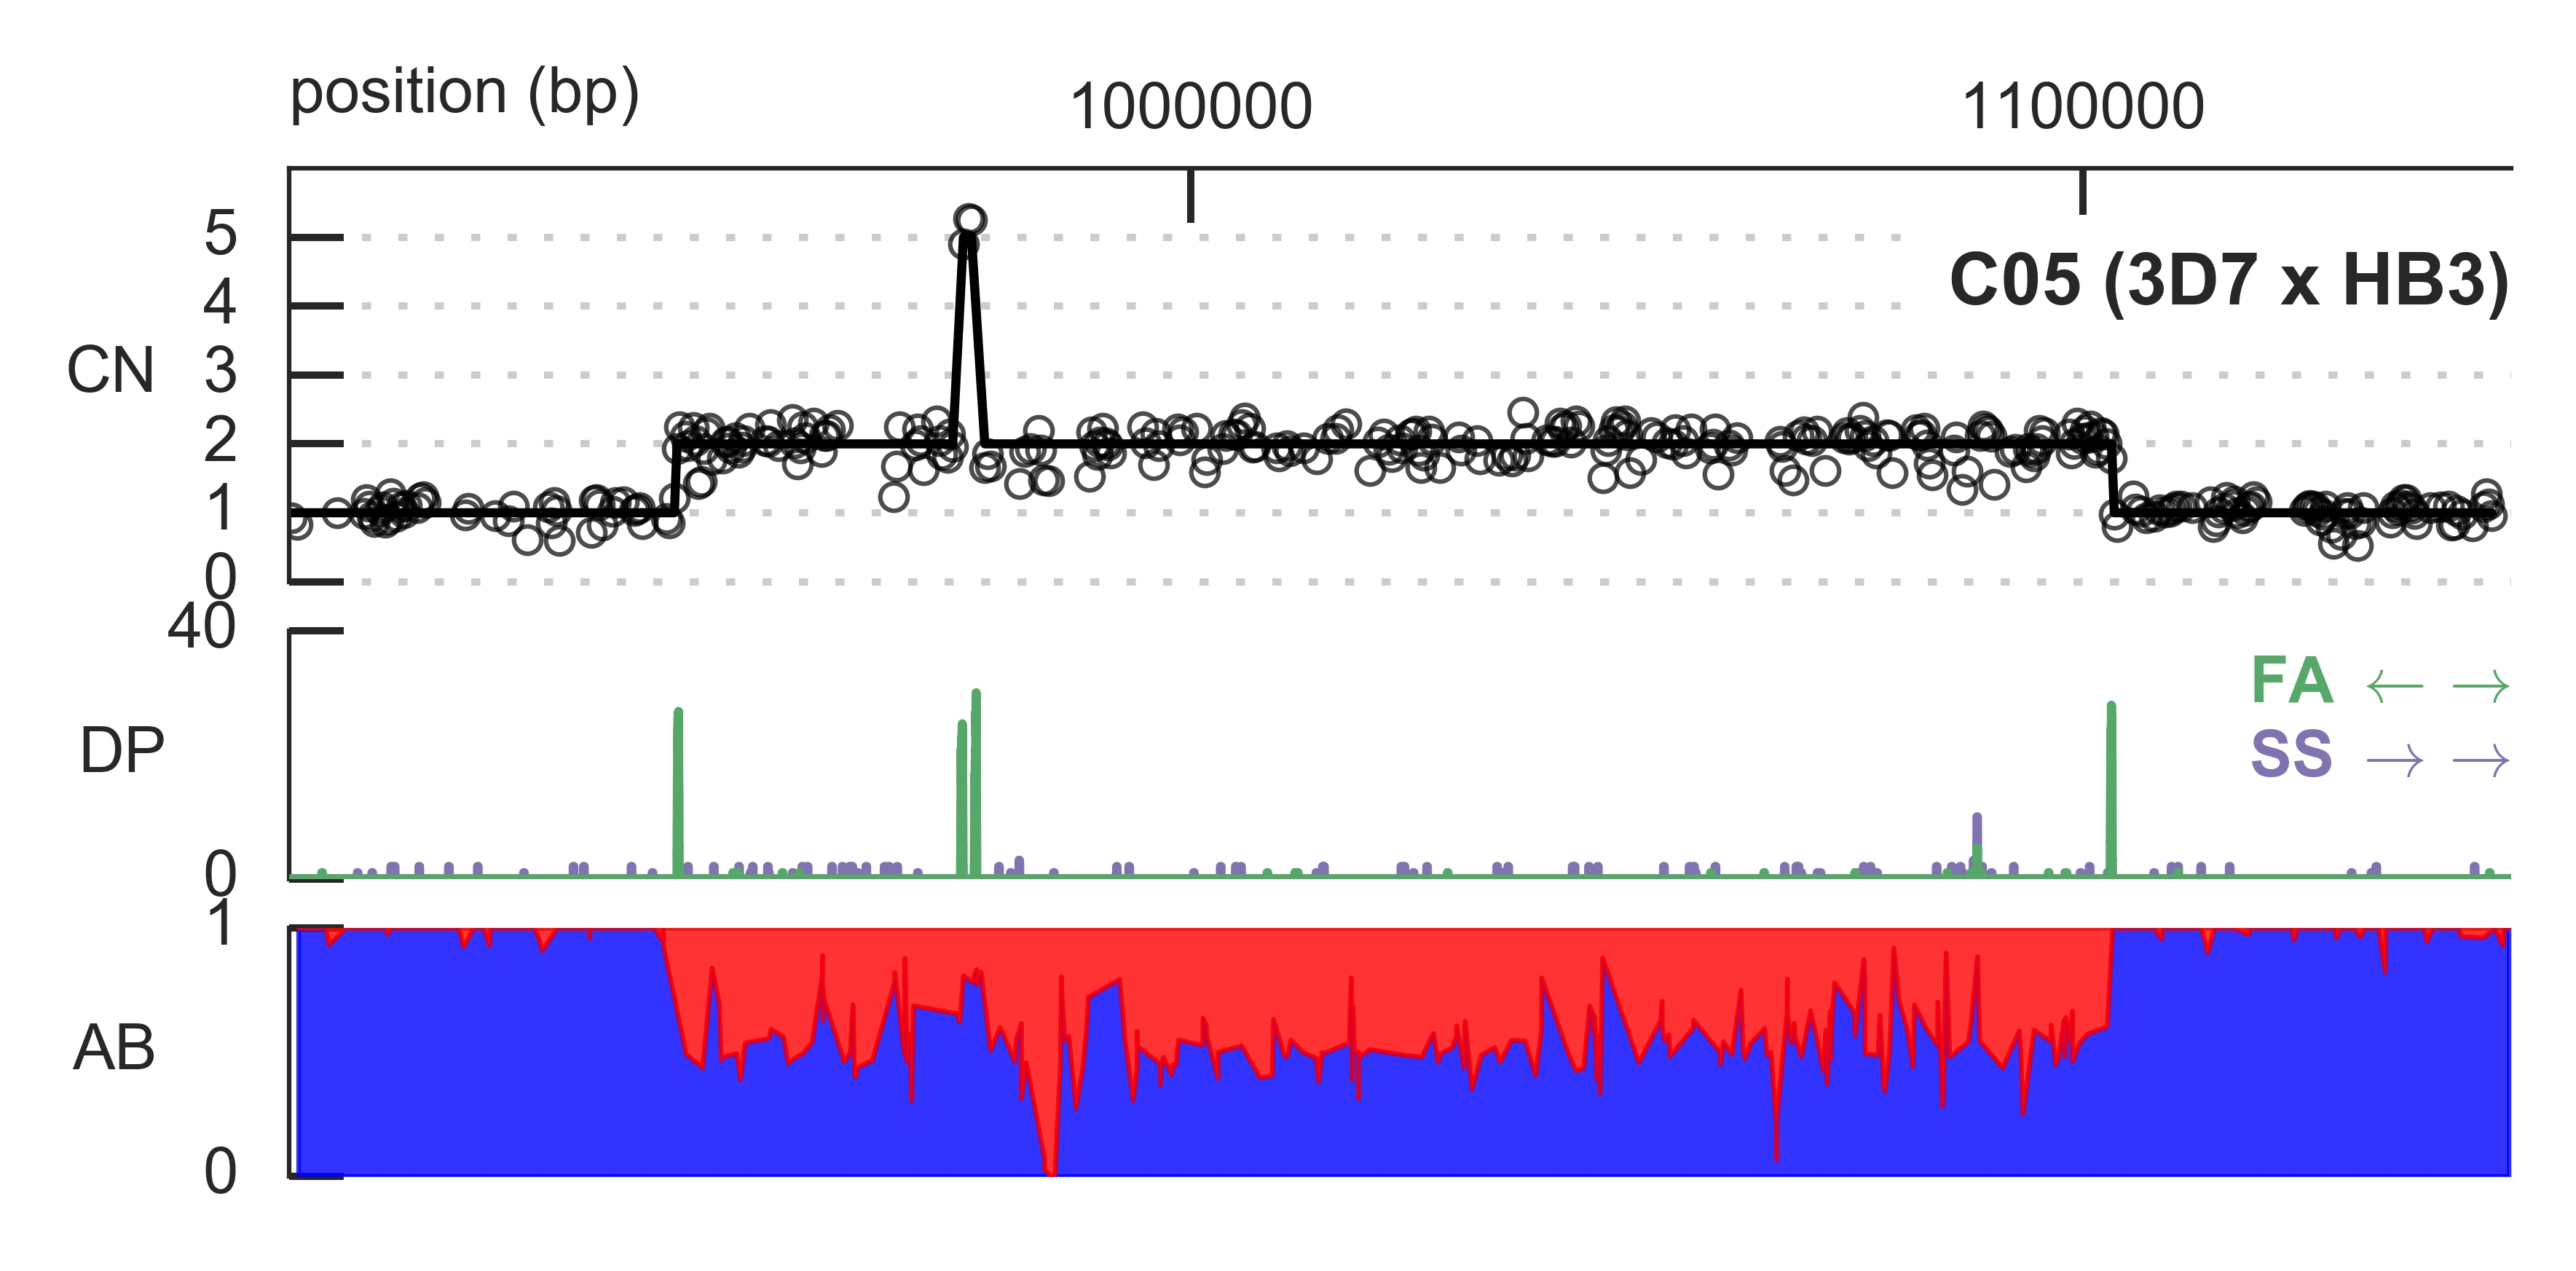 position (bp)
1000000
1100000
5
C05 (3D7 x HB3)
4
CN 3
2
1
0
40
FA ← →
DP
SS → →
0
1
AB
0